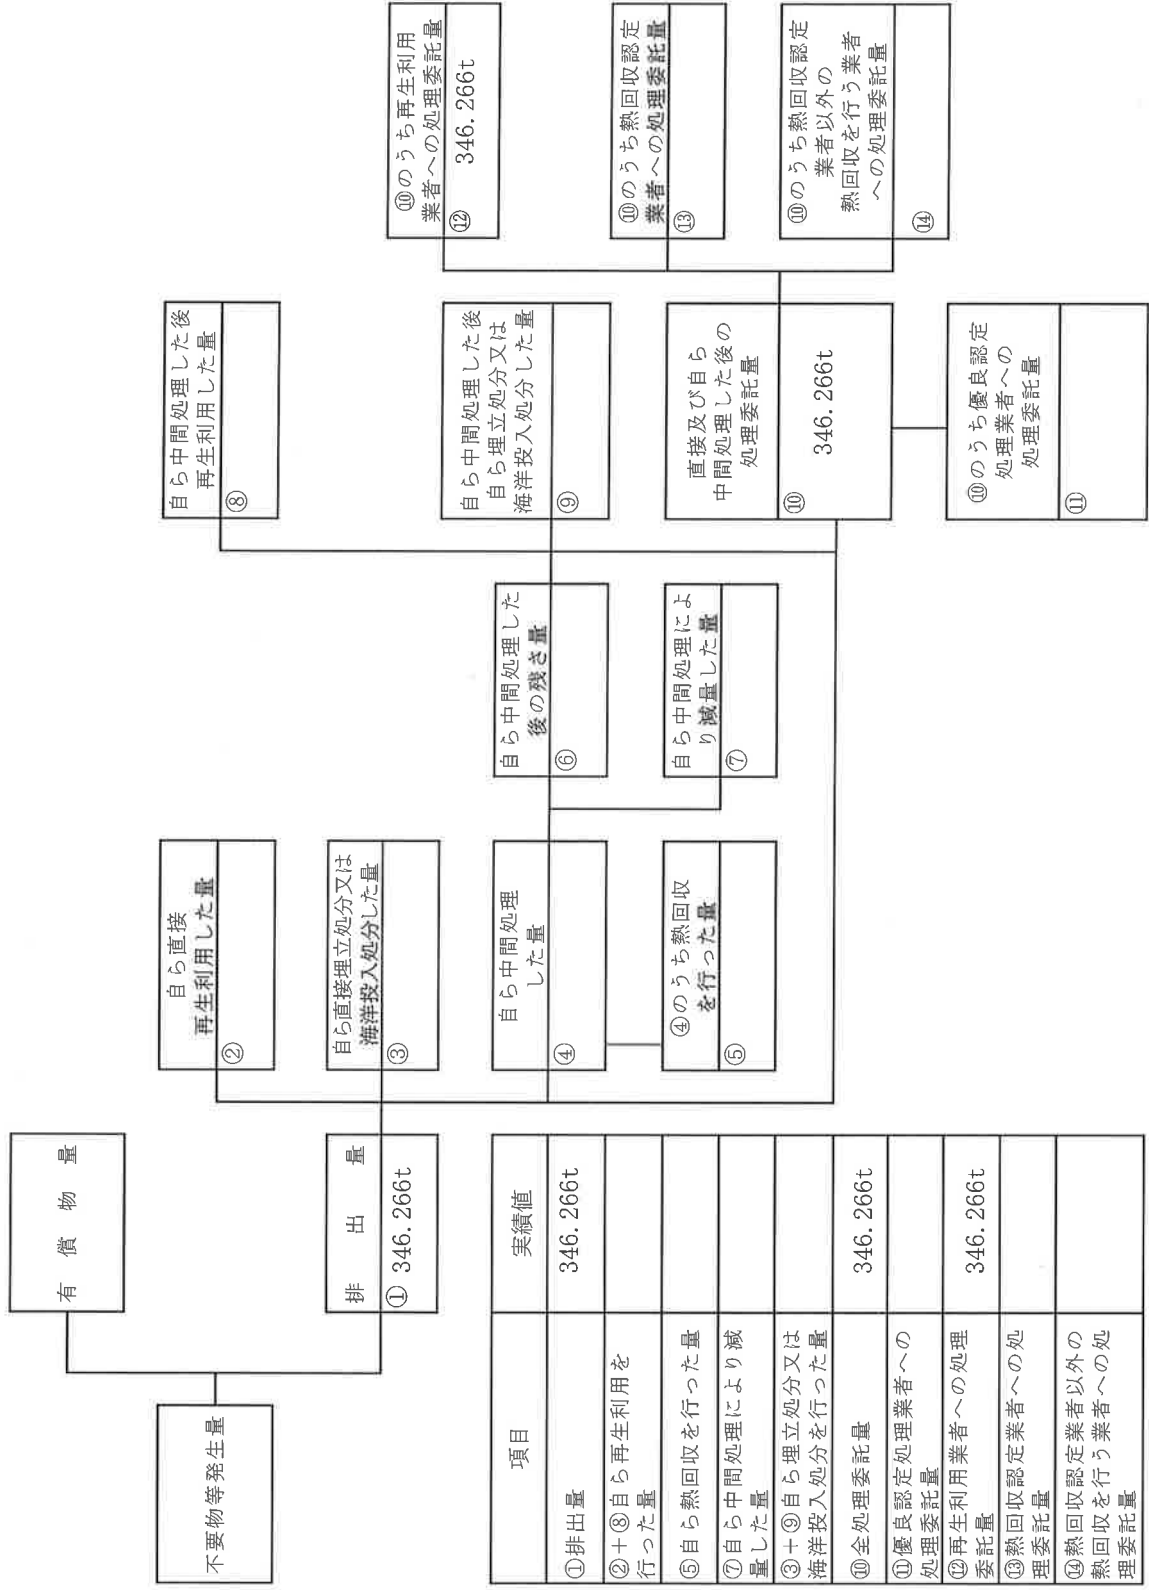 不要物等発生量
有償物量
排出量
① 346.266t
自ら直接
再生利用した量
②
自ら直接埋立処分又は
海洋投入処分した量
③
自ら中間処理
した量
④
④のうち熱回収
を行った量
⑤
自ら中間処理した
後の残さ量
⑥
自ら中間処理によ
り減量した量
⑦
自ら中間処理した後
再生利用した量
⑧
自ら中間処理した後
自ら埋立処分又は
海洋投入処分した量
⑨
直接及び自ら
中間処理した後の
処理委託量
⑩
346.266t
⑩のうち優良認定
処理業者への
処理委託量
⑪
⑩のうち再生利用
業者への処理委託量
⑫ 346.266t
⑩のうち熱回収認定
業者への処理委託量
⑬
⑩のうち熱回収認定
業者以外の
熱回収を行う業者
への処理委託量
⑭
項目 実績値
①排出量 346.266t
②＋⑧自ら再生利用を
行った量
⑤自ら熱回収を行った量
⑦自ら中間処理により減
量した量
③＋⑨自ら埋立処分又は
海洋投入処分を行った量
⑩全処理委託量 346.266t
⑪優良認定処理業者への
処理委託量
⑫再生利用業者への処理
委託量 346.266t
⑬熱回収認定業者への処
理委託量
⑭熱回収認定業者以外の
熱回収を行う業者への処
理委託量